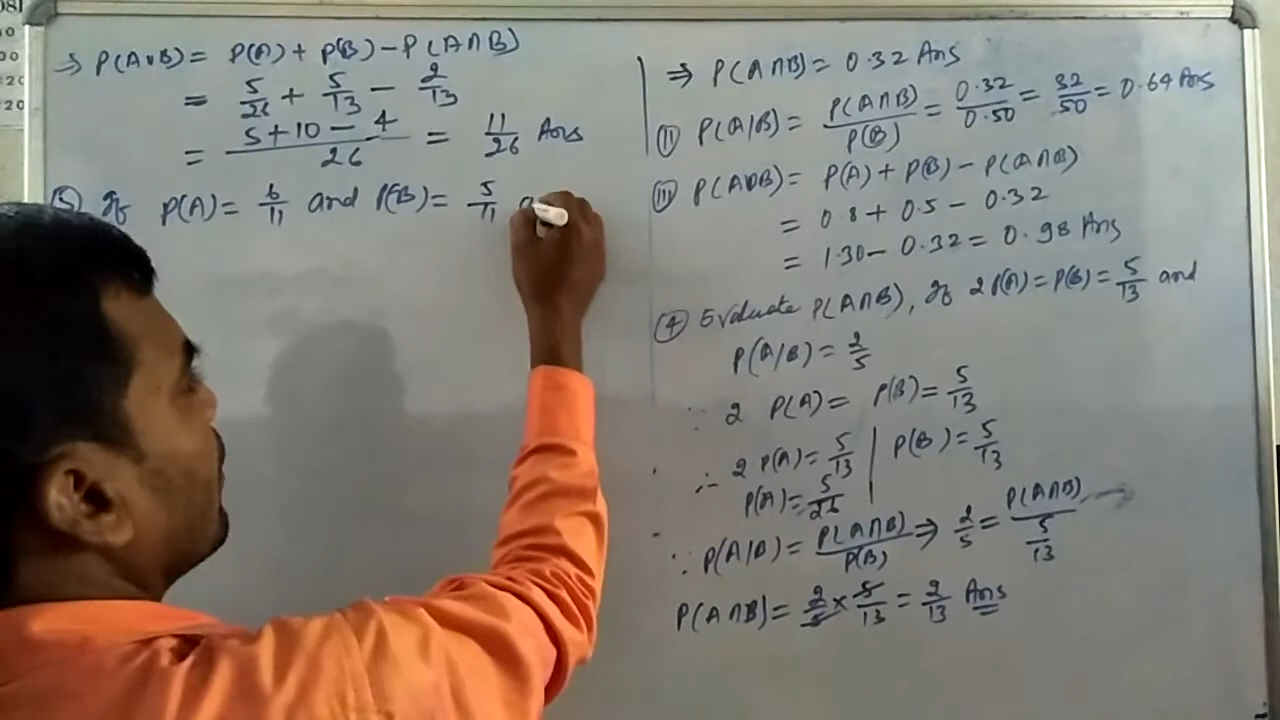 ⇒ P(A∪B) = P(A) + P(B) – P(A∩B)
= 5/26 + 5/13 – 2/13
= (5+10–4)/26 = 11/26 Ans
⑤ If P(A) = 6/11 and P(B) = 5/11 a
⇒ P(A∩B) = 0.32 Ans
(ii) P(A/B) = P(A∩B)/P(B) = 0.32/0.50 = 32/50 = 0.64 Ans
(iii) P(A∪B) = P(A) + P(B) – P(A∩B)
= 0.8 + 0.5 – 0.32
= 1.30 – 0.32 = 0.98 Ans
④ Evaluate P(A∪B), If 2P(A) = P(B) = 5/13 and
P(A/B) = 2/5
∵ 2 P(A) = P(B) = 5/13
∴ 2 P(A) = 5/13 | P(B) = 5/13
P(A) = 5/26
∵ P(A/B) = P(A∩B)/P(B) ⇒ 2/5 = P(A∩B)/(5/13)
P(A∩B) = 2/5 × 5/13 = 2/13 Ans